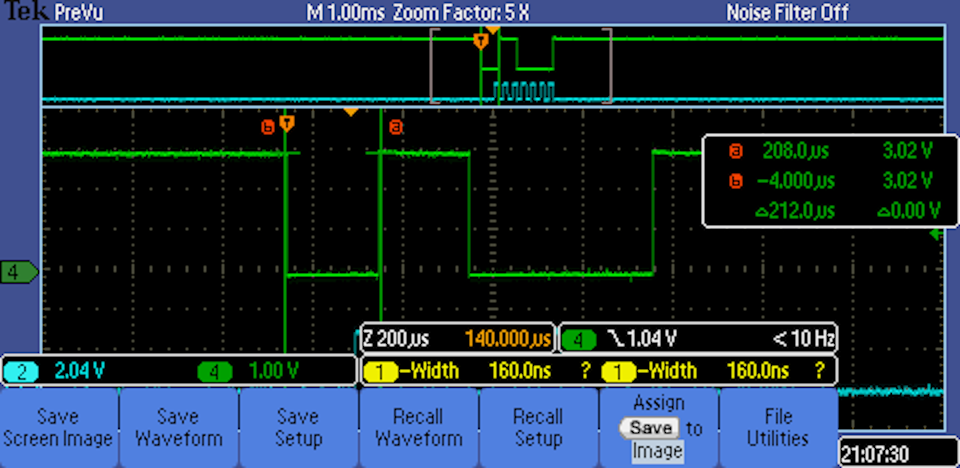 Tek PreVu M 1.00ms Zoom Factor: 5 X Noise Filter Off
T
b T a
a 208.0µs 3.02 V
b −4.000µs 3.02 V
△212.0µs △0.00 V
4
Z 200µs 140.000µs 4 1.04 V < 10 Hz
2 2.04 V 4 1.00 V 1 −Width 160.0ns ? 1 −Width 160.0ns ?
Save Screen Image
Save Waveform
Save Setup
Recall Waveform
Recall Setup
Assign Save to Image
File Utilities
21:07:30